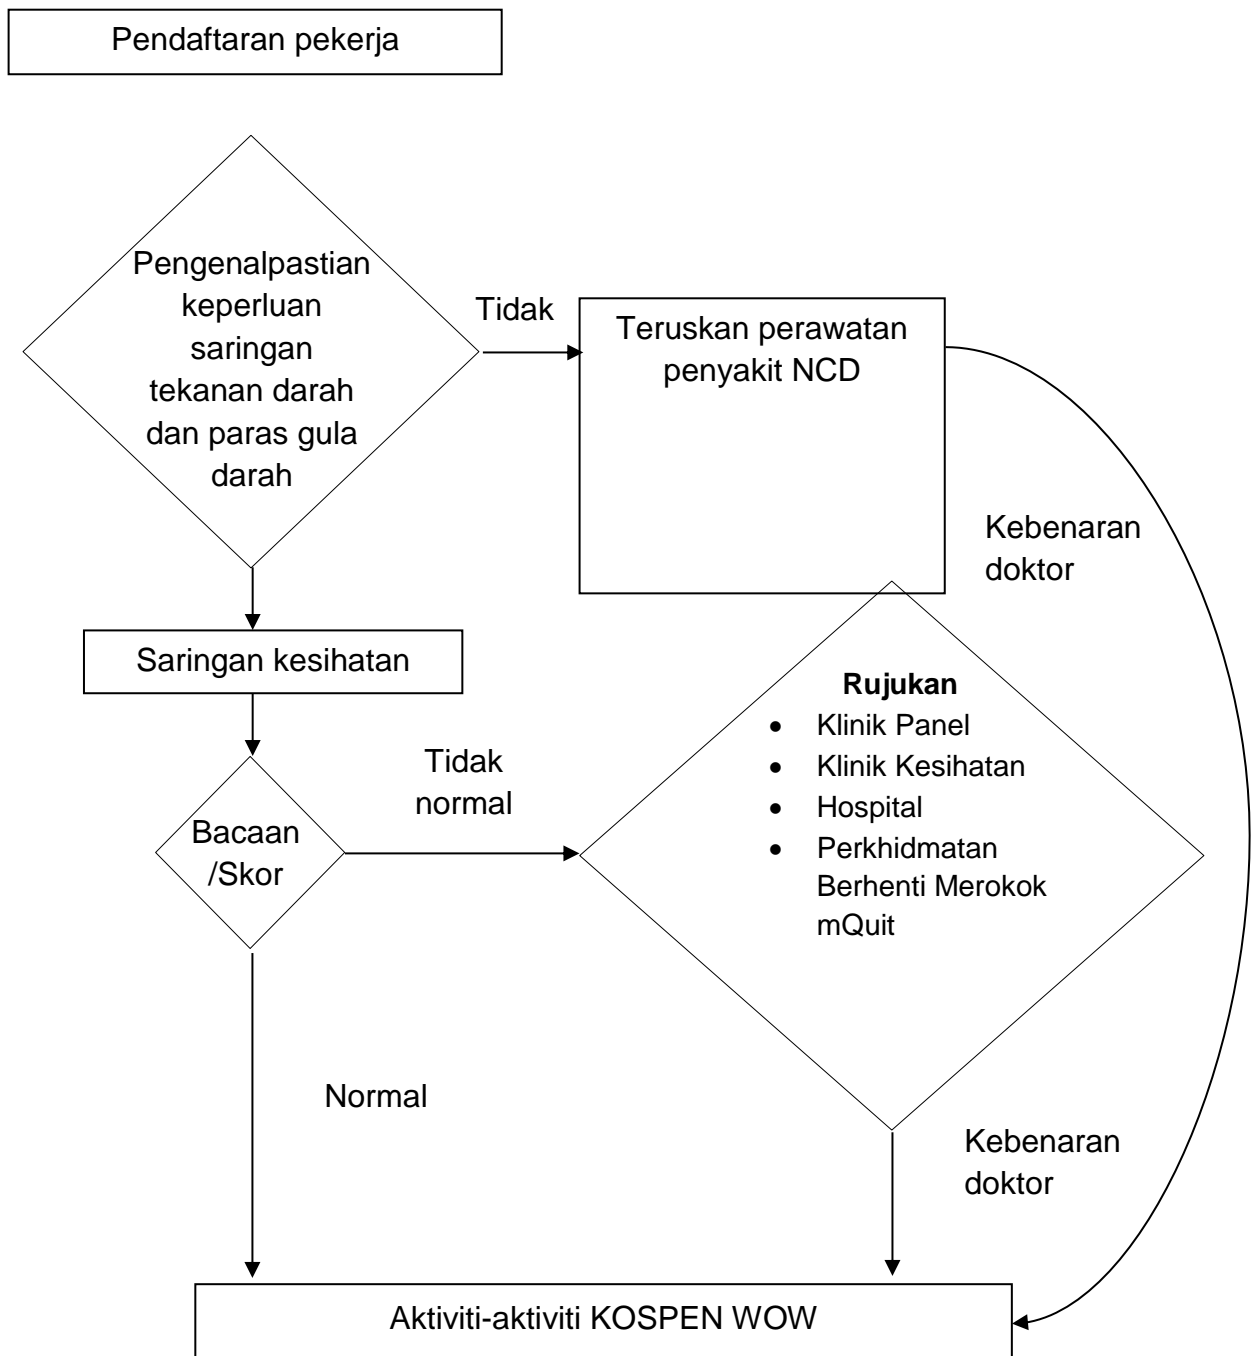 Pendaftaran pekerja
Pengenalpastian
keperluan
saringan
tekanan darah
dan paras gula
darah
Tidak
Teruskan perawatan
penyakit NCD
Kebenaran
doktor
Saringan kesihatan
Rujukan
• Klinik Panel
• Klinik Kesihatan
• Hospital
• Perkhidmatan
Berhenti Merokok
mQuit
Tidak
normal
Bacaan
/Skor
Normal
Kebenaran
doktor
Aktiviti-aktiviti KOSPEN WOW